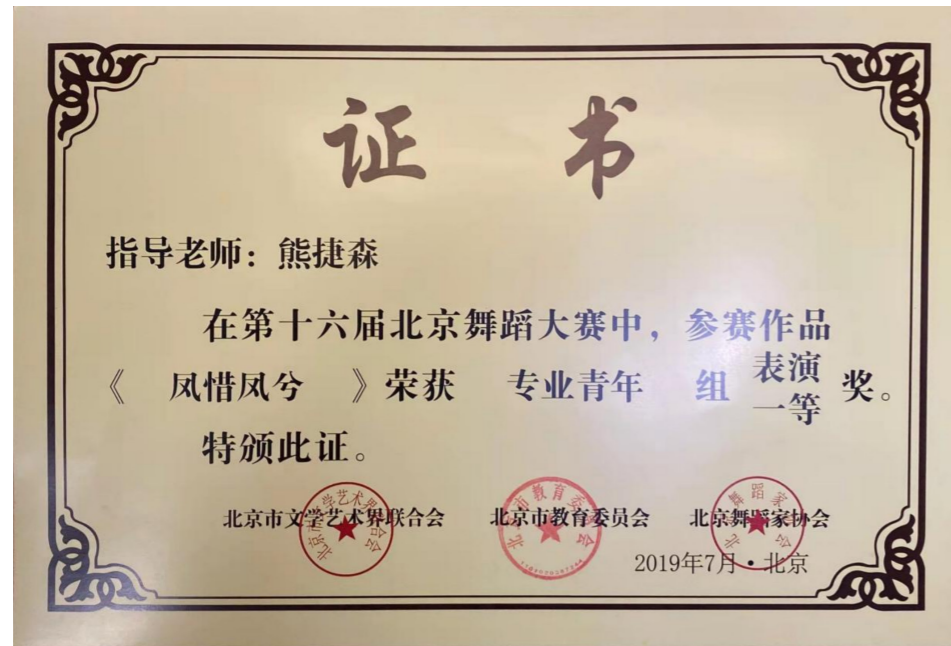 证 书
指导老师：熊捷森
在第十六届北京舞蹈大赛中，参赛作品
《 凤惜凤兮 》荣获 专业青年 组 表演一等 奖。
特颁此证。
北京市文学艺术界联合会 北京市教育委员会 北京舞蹈家协会
2019年7月·北京